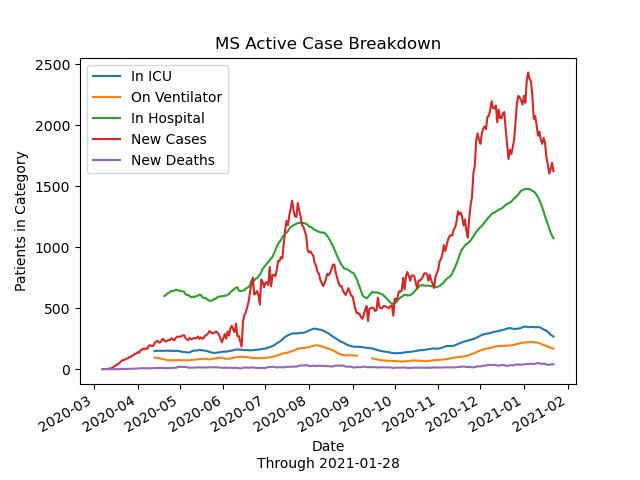 MS Active Case Breakdown
In ICU
On Ventilator
In Hospital
New Cases
New Deaths
Patients in Category
2500
2000
1500
1000
500
0
2020-03
2020-04
2020-05
2020-06
2020-07
2020-08
2020-09
2020-10
2020-11
2020-12
2021-01
2021-02
Date
Through 2021-01-28